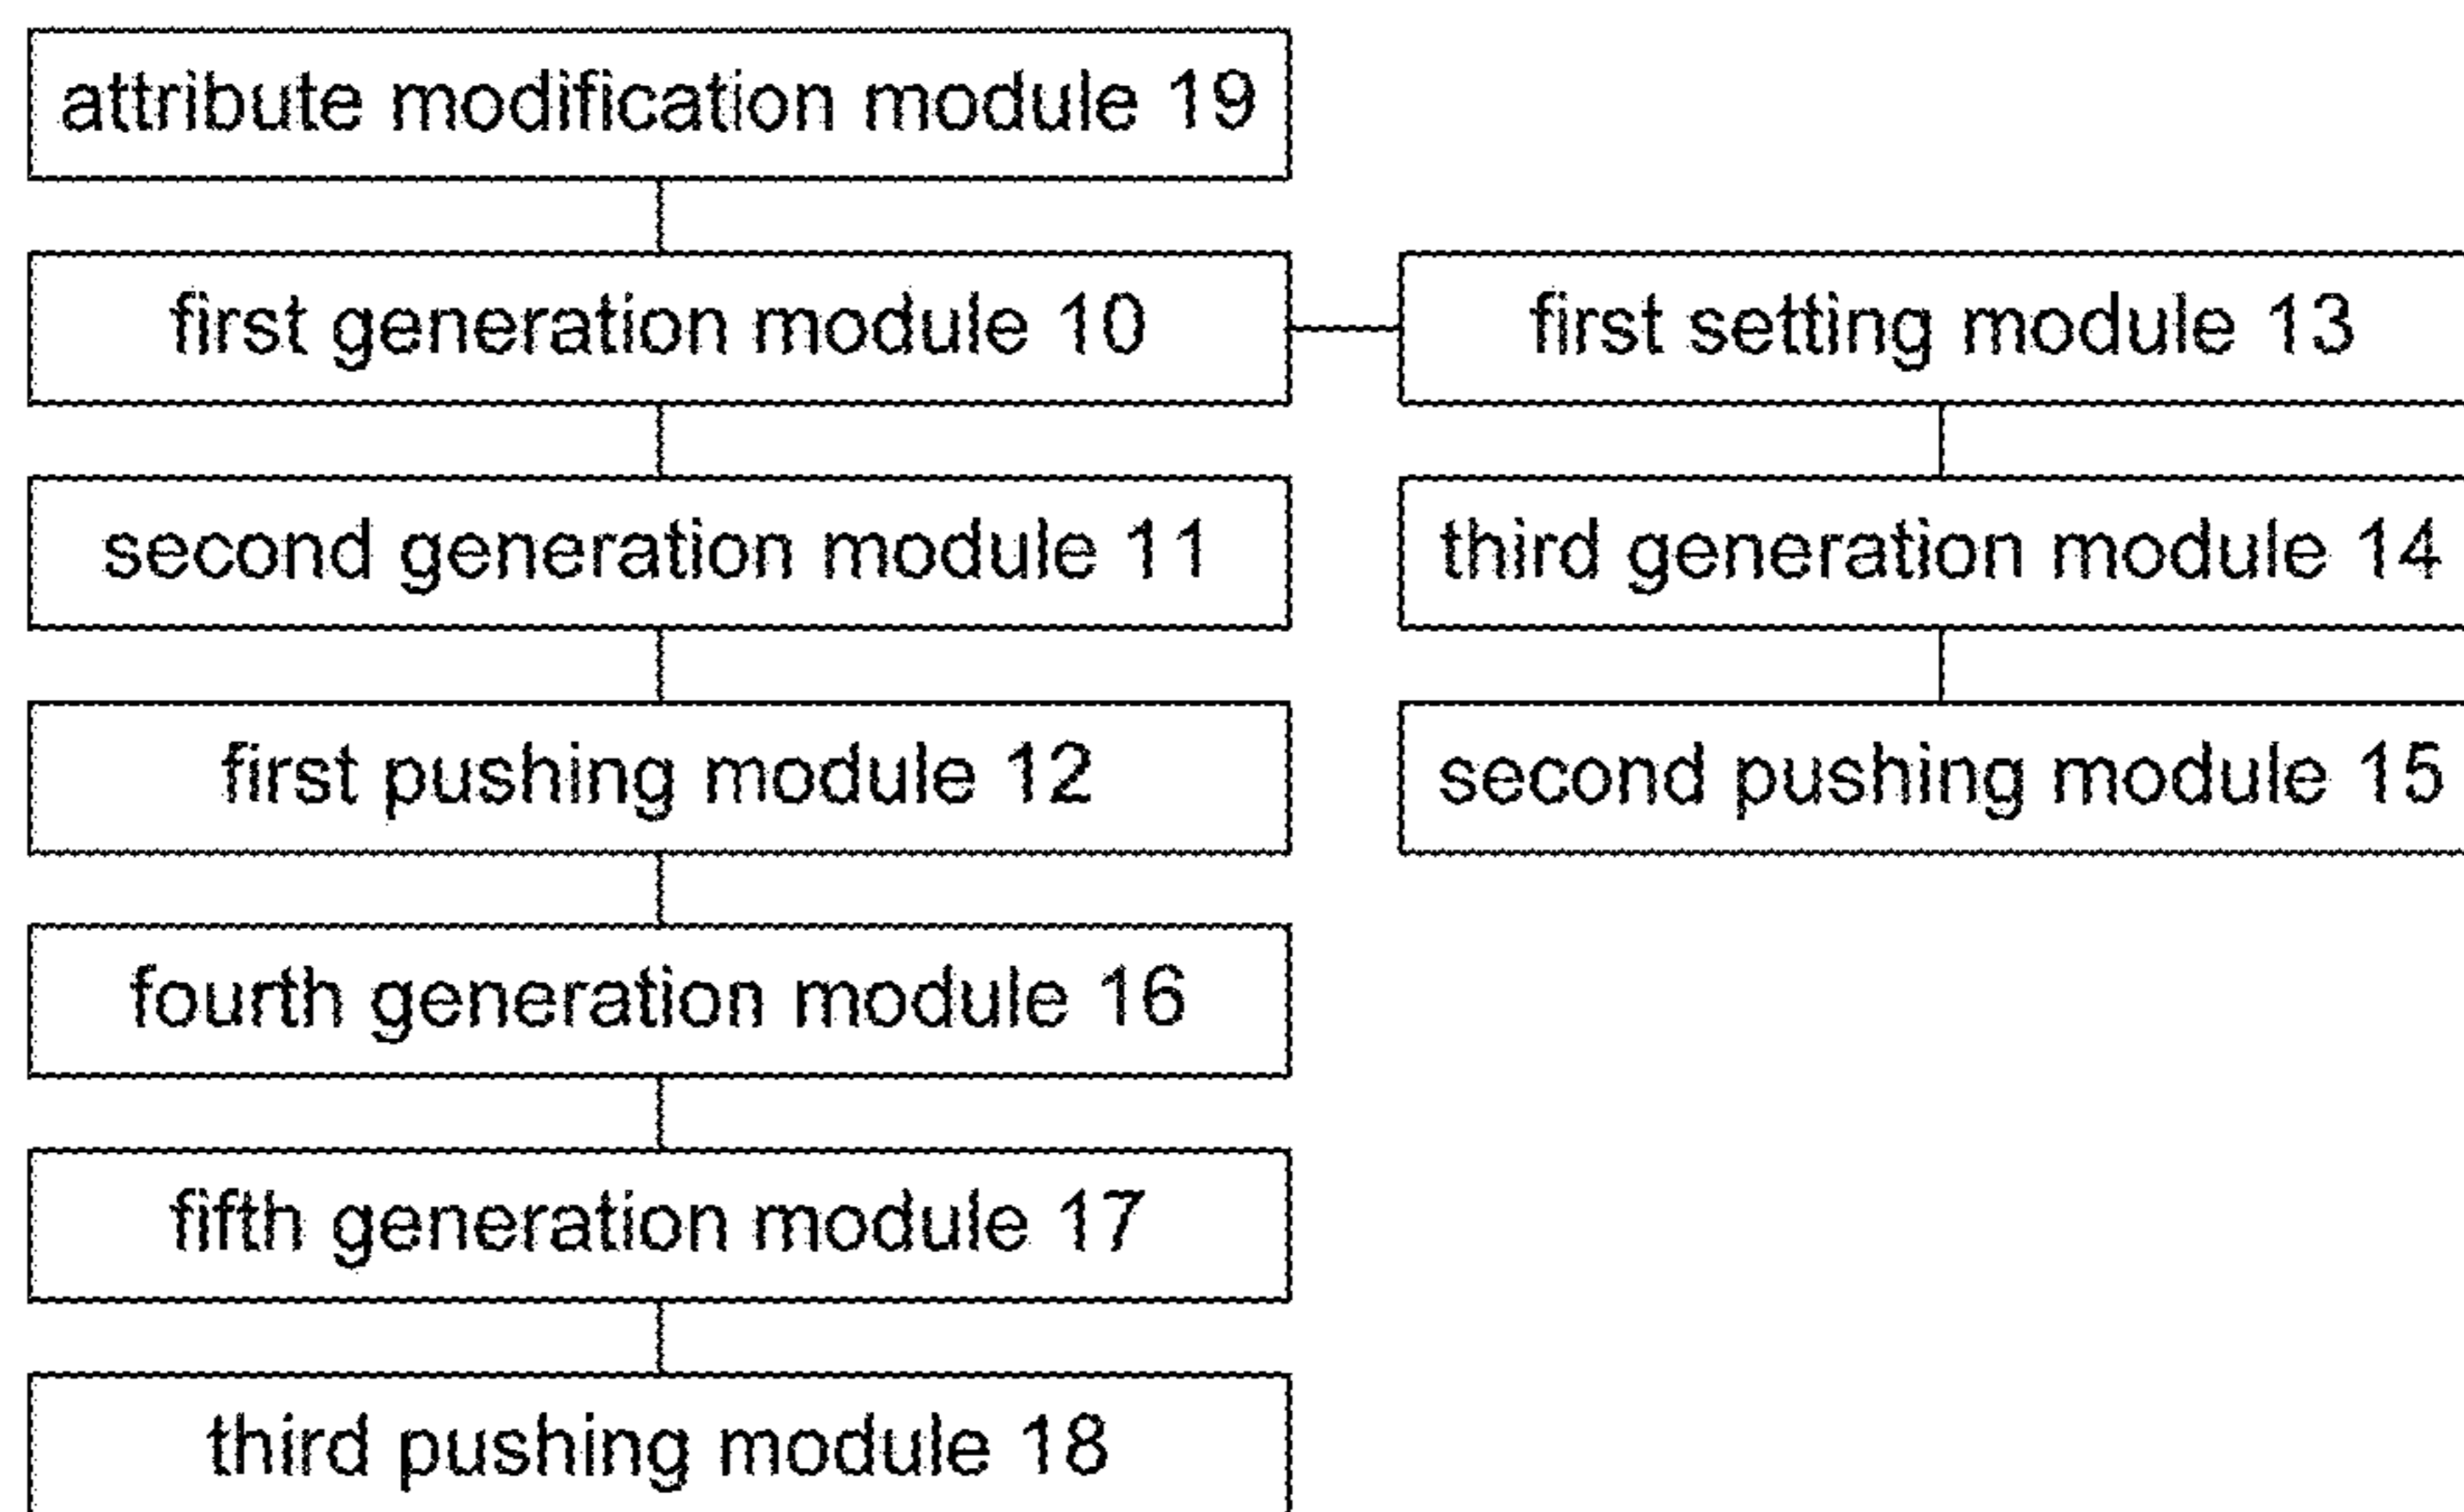 attribute modification module 19
first generation module 10
first setting module 13
second generation module 11
third generation module 14
first pushing module 12
second pushing module 15
fourth generation module 16
fifth generation module 17
third pushing module 18